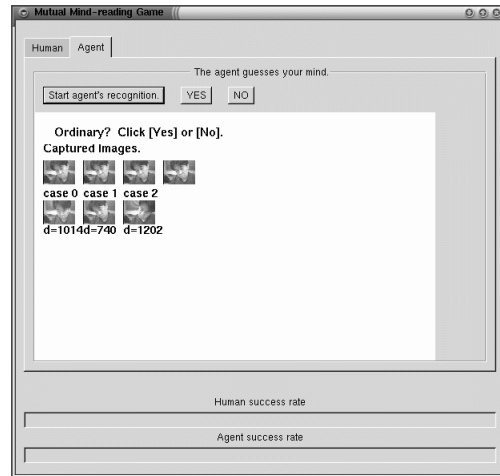 Mutual Mind-reading Game
Human Agent
The agent guesses your mind.
Start agent's recognition. YES NO
Ordinary? Click [Yes] or [No].
Captured Images.
case 0 case 1 case 2
d=1014d=740 d=1202
Human success rate
Agent success rate